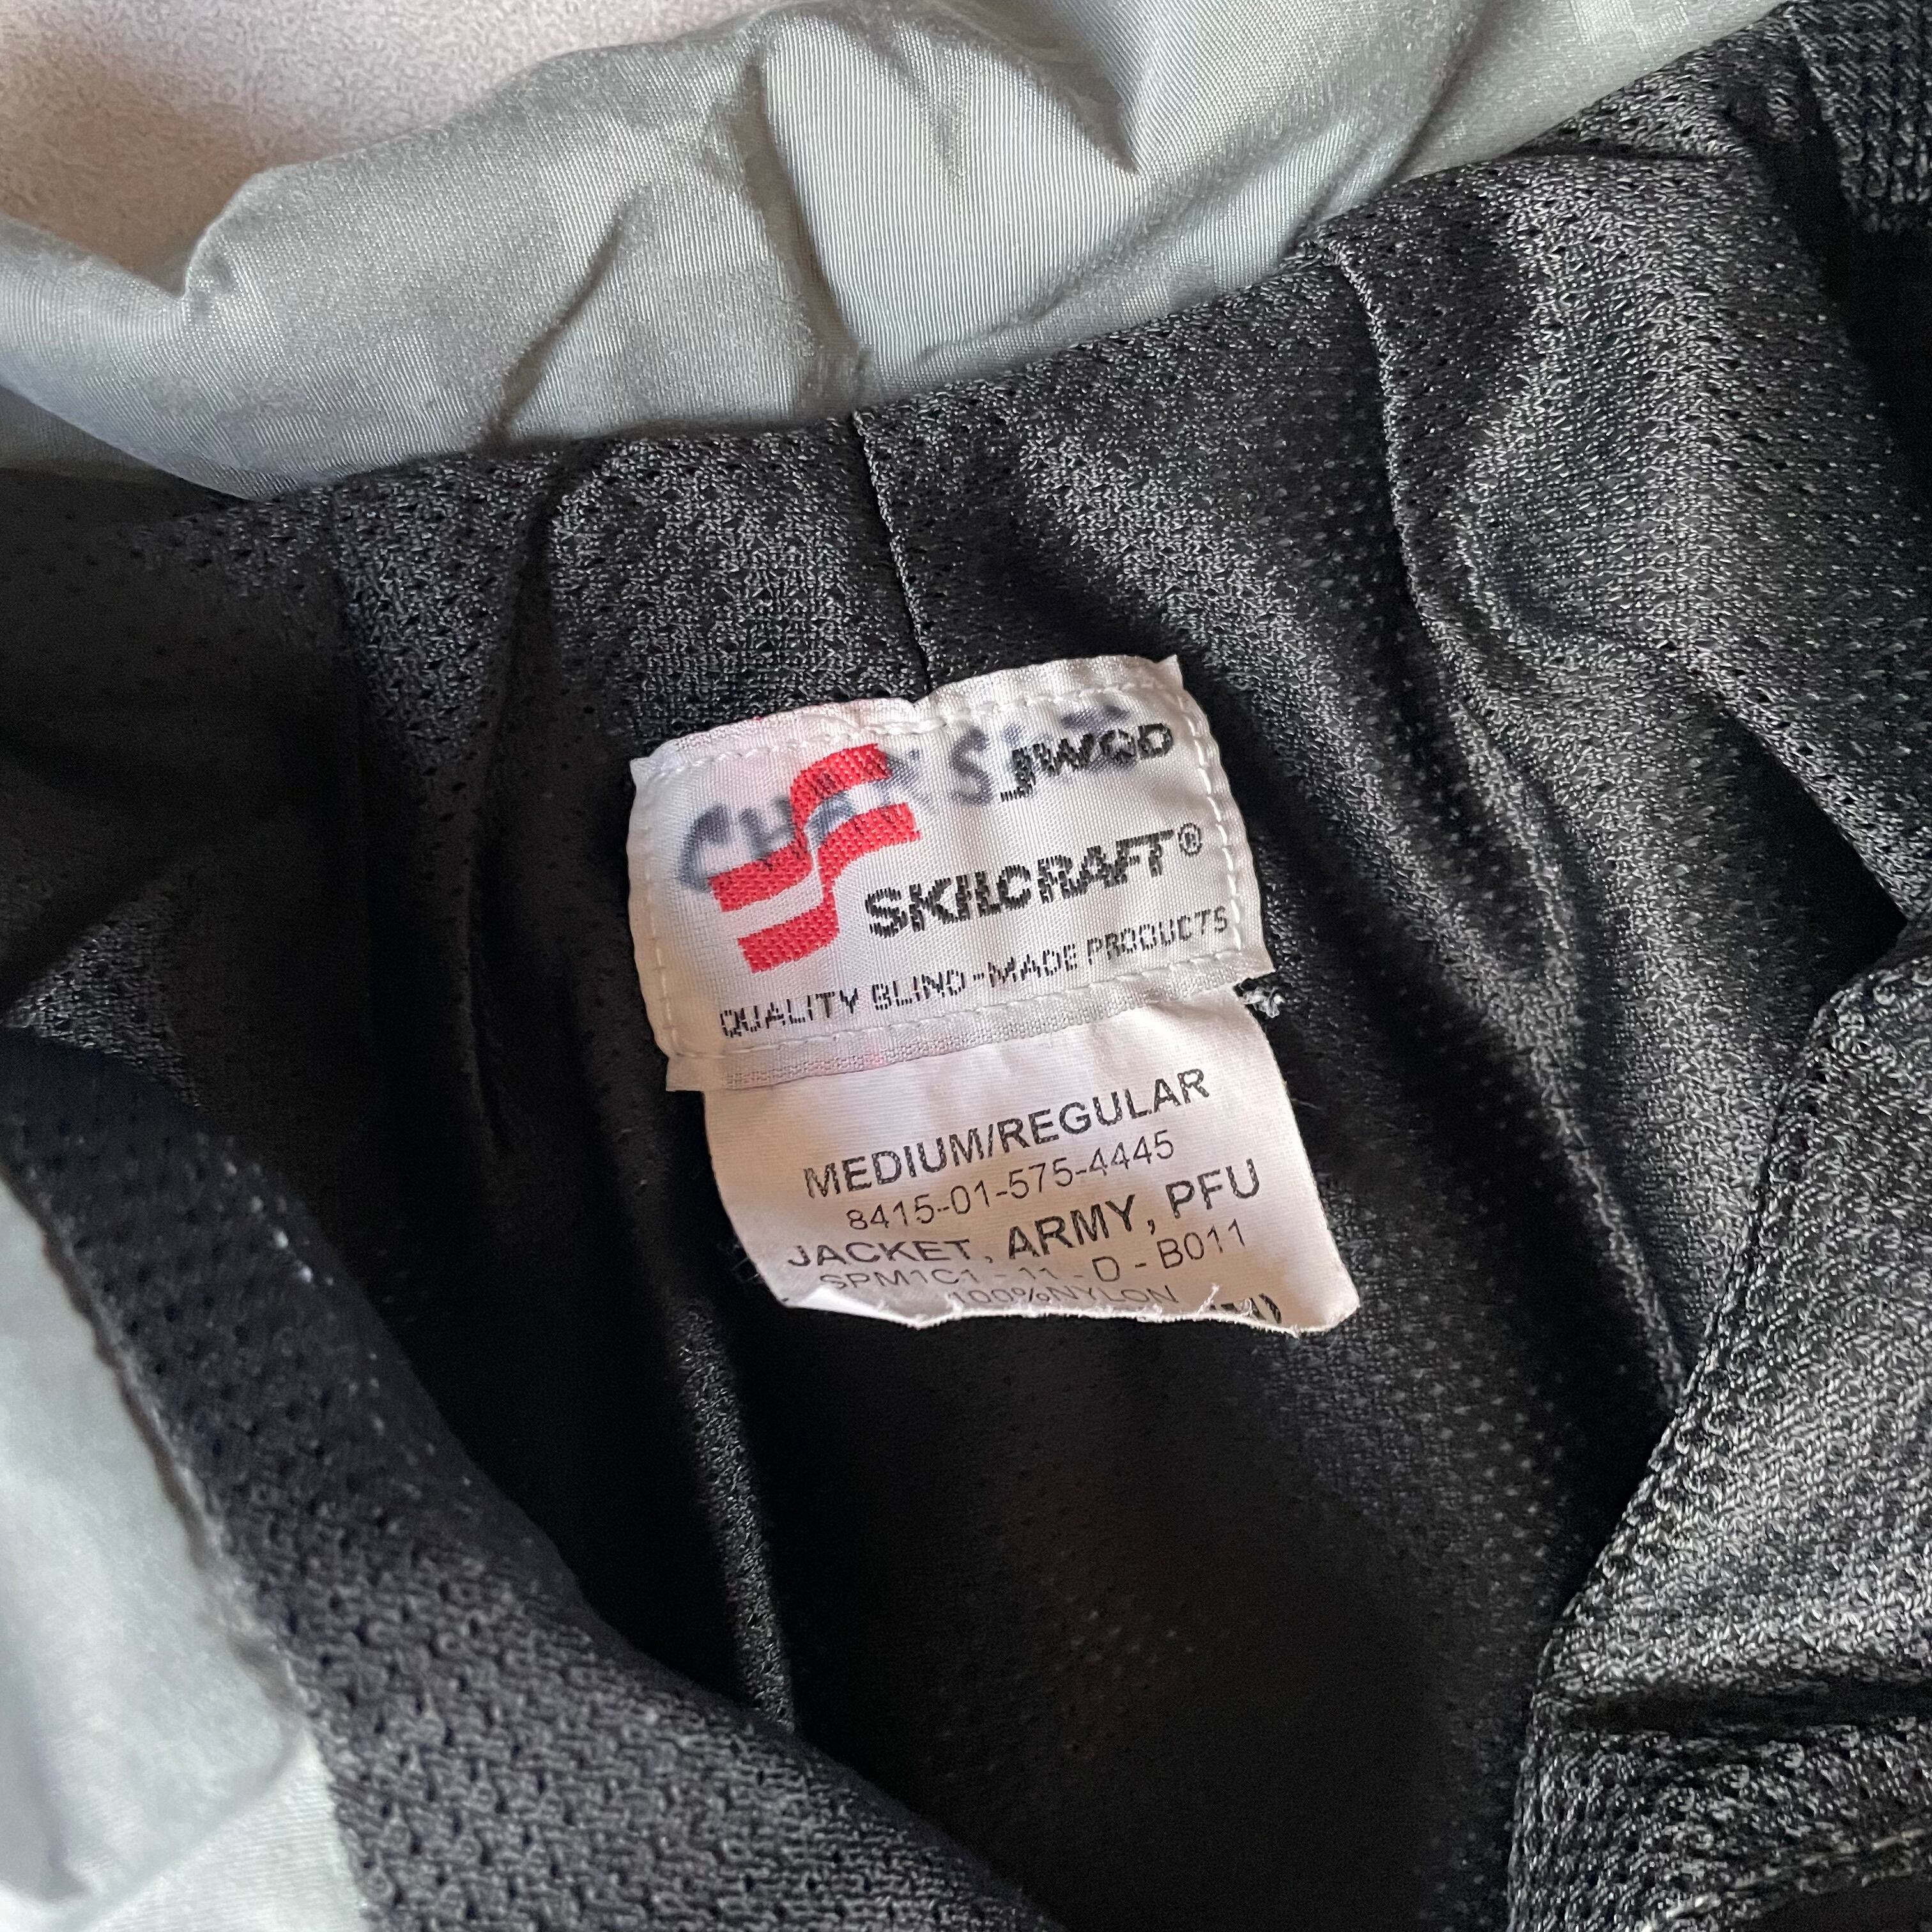 JWOD
SKILCRAFT®
QUALITY BLIND-MADE PRODUCTS
MEDIUM/REGULAR
8415-01-575-4445
JACKET, ARMY, PFU
SPM1C1 - 11 - D - B011
100%NYLON